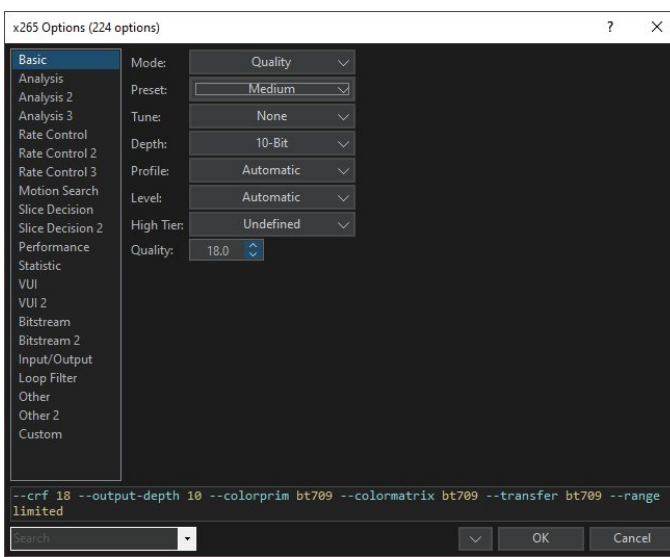 x265 Options (224 options)
?
Basic
Analysis
Analysis 2
Analysis 3
Rate Control
Rate Control 2
Rate Control 3
Motion Search
Slice Decision
Slice Decision 2
Performance
Statistic
VUI
VUI 2
Bitstream
Bitstream 2
Input/Output
Loop Filter
Other
Other 2
Custom
Mode: Quality
Preset: Medium
Tune: None
Depth: 10-Bit
Profile: Automatic
Level: Automatic
High Tier: Undefined
Quality: 18.0
--crf 18 --output-depth 10 --colorprim bt709 --colormatrix bt709 --transfer bt709 --range
limited
Search
OK
Cancel